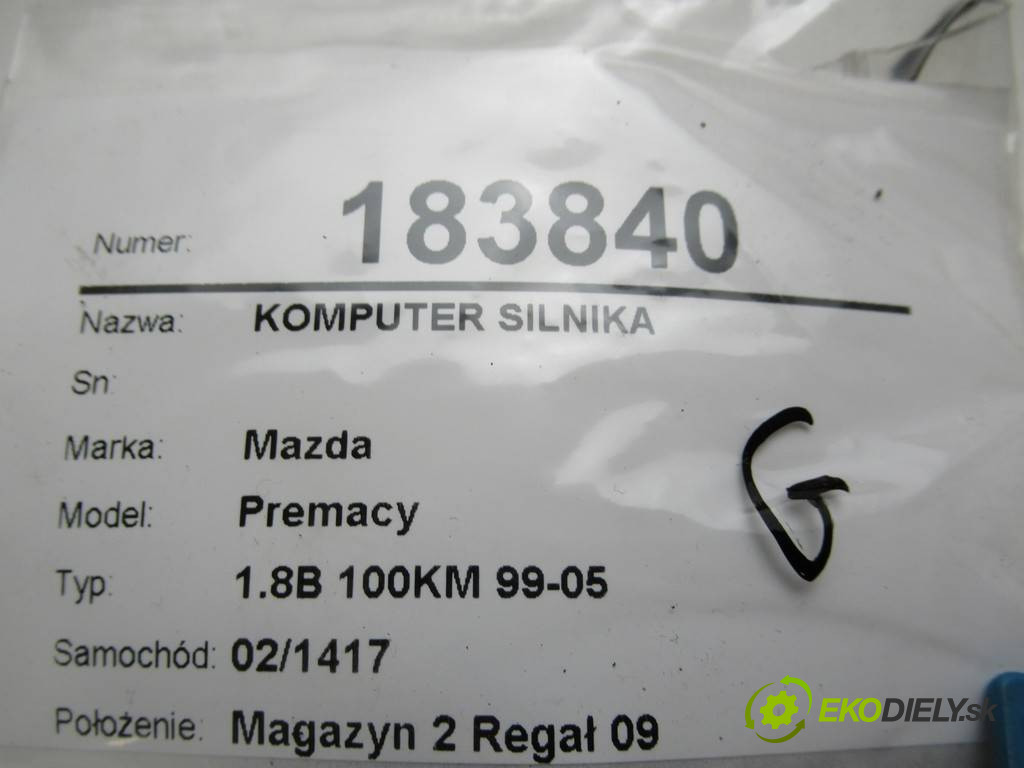 Numer: 183840
Nazwa: KOMPUTER SILNIKA
Sn:
Marka: Mazda
Model: Premacy
G
Typ: 1.8B 100KM 99-05
Samochód: 02/1417
Położenie: Magazyn 2 Regał 09
EKODIELY.sk